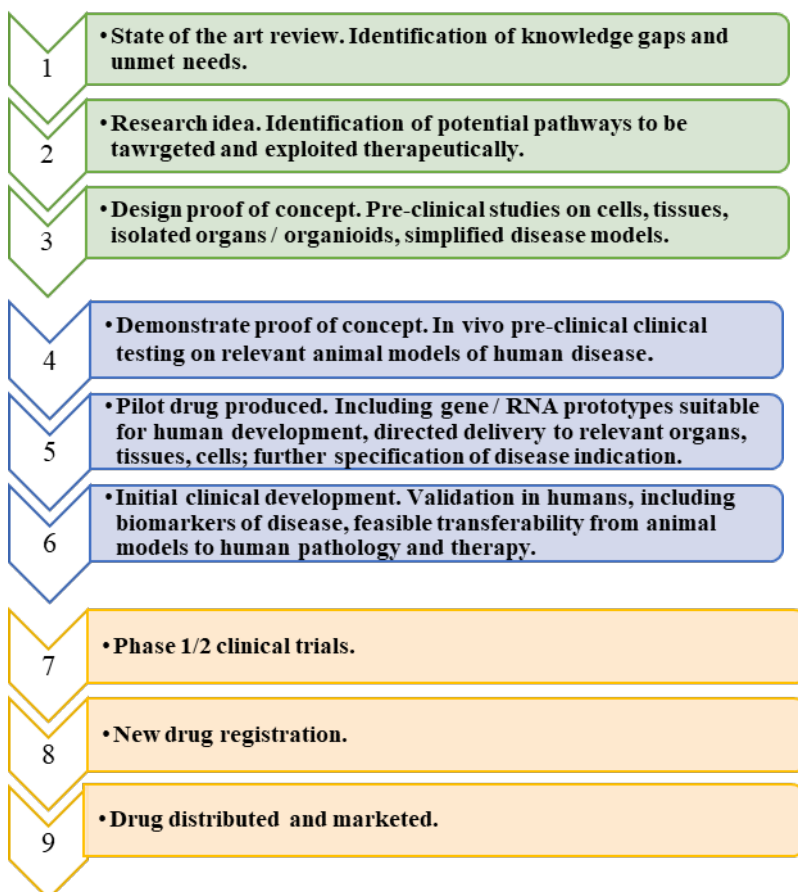 1
• State of the art review. Identification of knowledge gaps and
unmet needs.
2
• Research idea. Identification of potential pathways to be
tawrgeted and exploited therapeutically.
3
• Design proof of concept. Pre-clinical studies on cells, tissues,
isolated organs / organioids, simplified disease models.
4
• Demonstrate proof of concept. In vivo pre-clinical clinical
testing on relevant animal models of human disease.
5
• Pilot drug produced. Including gene / RNA prototypes suitable
for human development, directed delivery to relevant organs,
tissues, cells; further specification of disease indication.
6
• Initial clinical development. Validation in humans, including
biomarkers of disease, feasible transferability from animal
models to human pathology and therapy.
7
• Phase 1/2 clinical trials.
8
• New drug registration.
9
• Drug distributed and marketed.